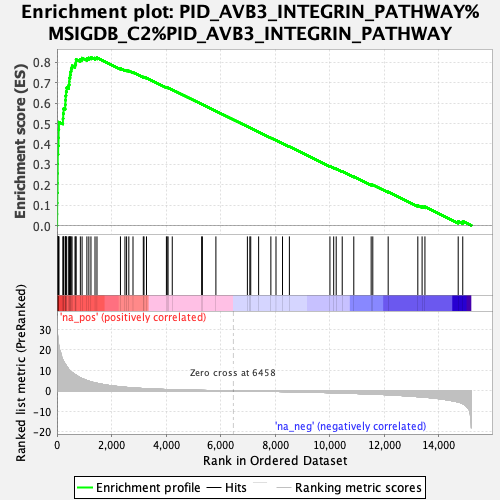 Enrichment plot: PID_AVB3_INTEGRIN_PATHWAY%
MSIGDB_C2%PID_AVB3_INTEGRIN_PATHWAY
Enrichment score (ES)
0.8
0.7
0.6
0.5
0.4
0.3
0.2
0.1
0.0
'na_pos' (positively correlated)
Ranked list metric (PreRanked)
30
20
10
0
-10
-20
Zero cross at 6458
'na_neg' (negatively correlated)
0
2,000
4,000
6,000
8,000
10,000
12,000
14,000
Rank in Ordered Dataset
Enrichment profile
Hits
Ranking metric scores